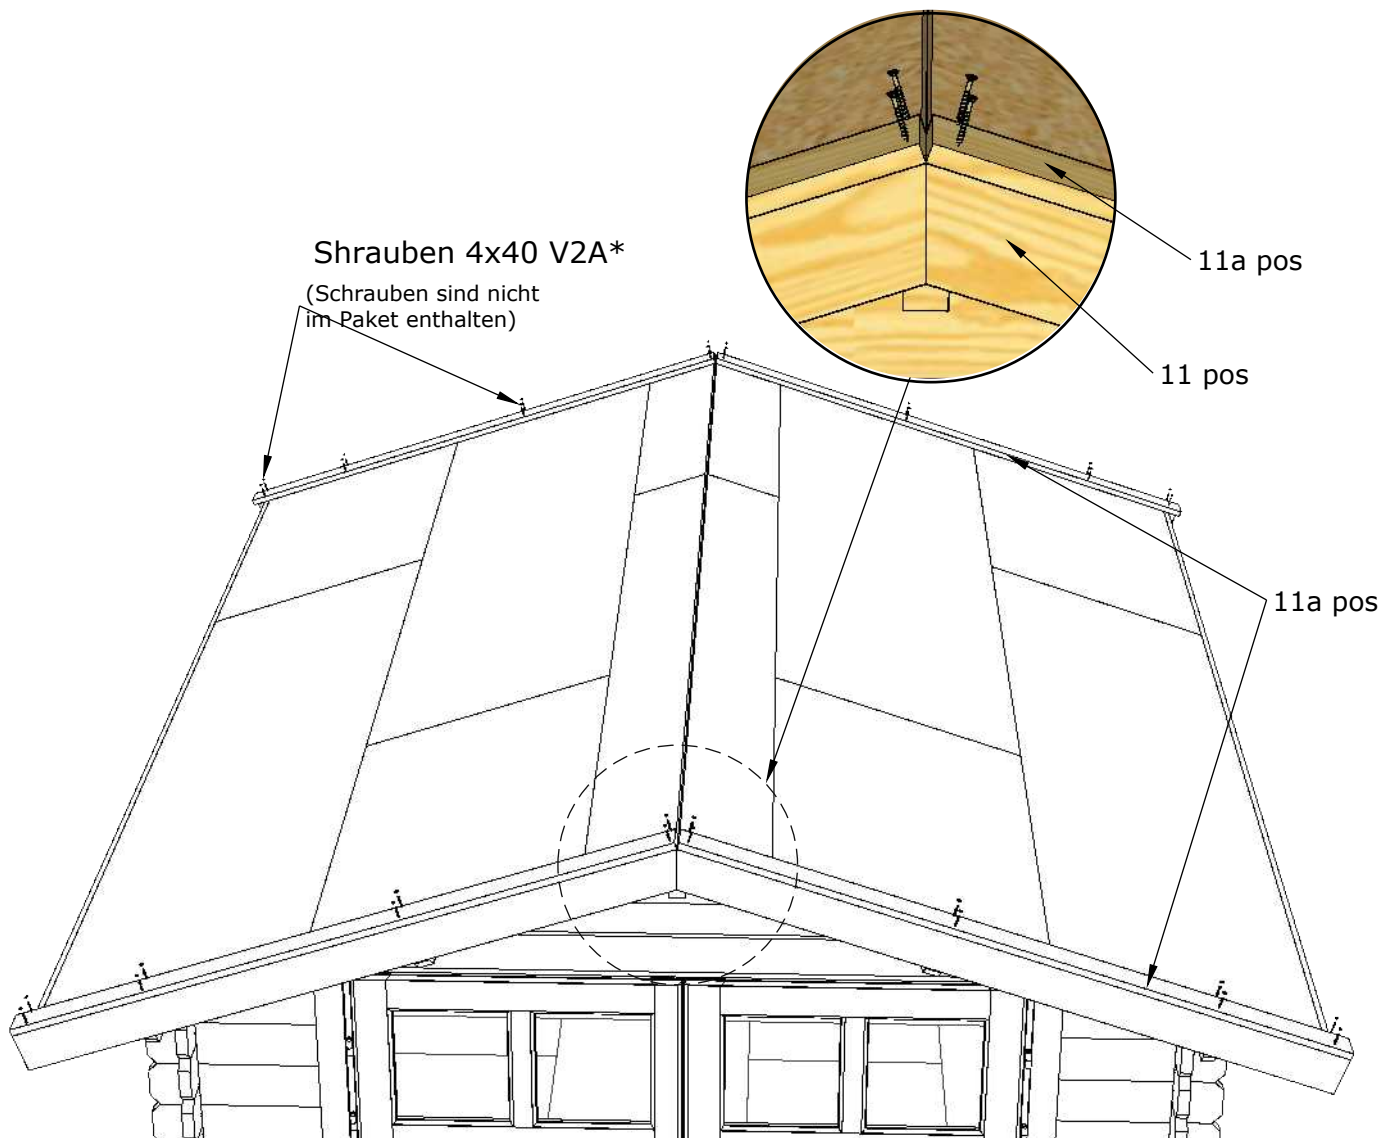 Shrauben 4x40 V2A*
(Schrauben sind nicht
im Paket enthalten)
11a pos
11 pos
11a pos